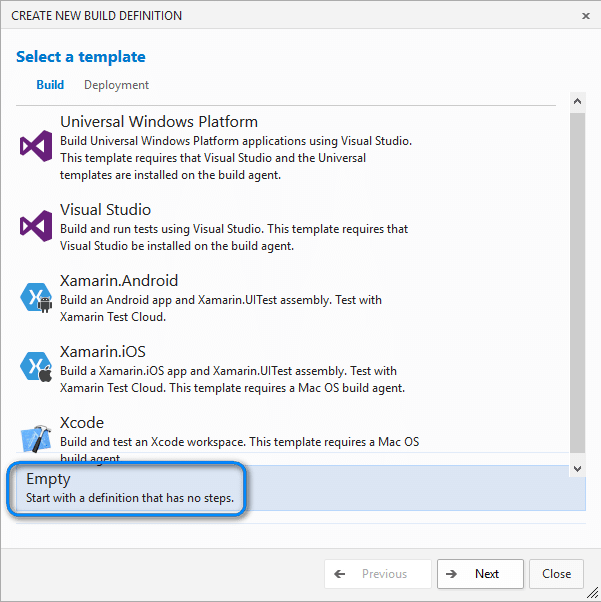 CREATE NEW BUILD DEFINITION
Select a template
Build Deployment
Universal Windows Platform
Build Universal Windows Platform applications using Visual Studio.
This template requires that Visual Studio and the Universal
templates are installed on the build agent.
Visual Studio
Build and run tests using Visual Studio. This template requires that
Visual Studio be installed on the build agent.
Xamarin.Android
Build an Android app and Xamarin.UITest assembly. Test with
Xamarin Test Cloud.
Xamarin.iOS
Build a Xamarin.iOS app and Xamarin.UITest assembly. Test with
Xamarin Test Cloud. This template requires a Mac OS build agent.
Xcode
Build and test an Xcode workspace. This template requires a Mac OS
build agent.
Empty
Start with a definition that has no steps.
Previous Next Close